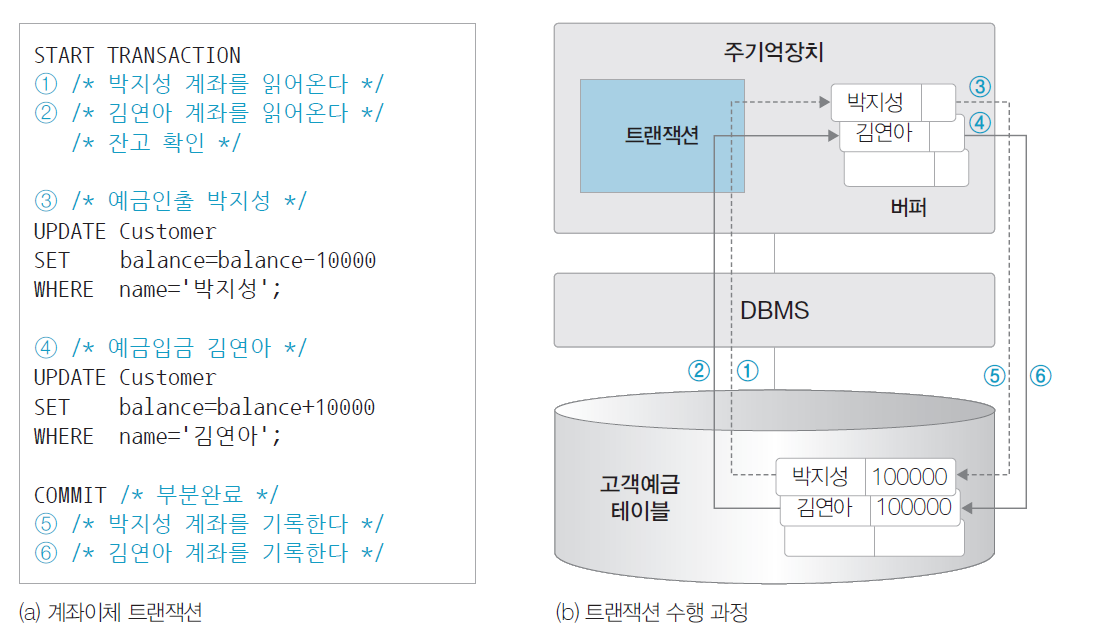 START TRANSACTION
① /* 박지성 계좌를 읽어온다 */
② /* 김연아 계좌를 읽어온다 */
/* 잔고 확인 */
③ /* 예금인출 박지성 */
UPDATE Customer
SET balance=balance-10000
WHERE name='박지성';
④ /* 예금입금 김연아 */
UPDATE Customer
SET balance=balance+10000
WHERE name='김연아';
COMMIT /* 부분완료 */
⑤ /* 박지성 계좌를 기록한다 */
⑥ /* 김연아 계좌를 기록한다 */
(a) 계좌이체 트랜잭션
주기억장치
트랜잭션
박지성
③
김연아
④
버퍼
DBMS
②
①
⑤
⑥
고객예금
테이블
박지성 100000
김연아 100000
(b) 트랜잭션 수행 과정